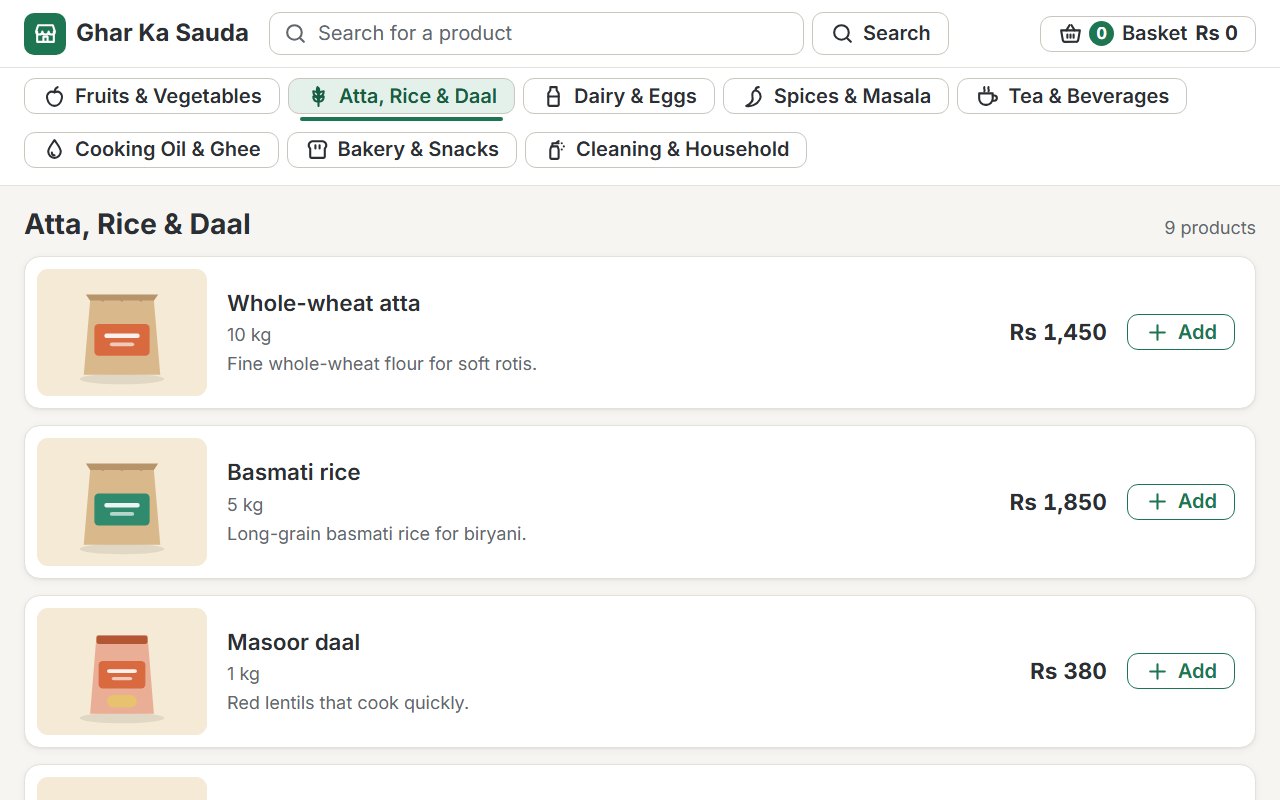 Ghar Ka Sauda
Search for a product
Search
0 Basket Rs 0
Fruits & Vegetables
Atta, Rice & Daal
Dairy & Eggs
Spices & Masala
Tea & Beverages
Cooking Oil & Ghee
Bakery & Snacks
Cleaning & Household
Atta, Rice & Daal
9 products
Whole-wheat atta
10 kg
Fine whole-wheat flour for soft rotis.
Rs 1,450
Add
Basmati rice
5 kg
Long-grain basmati rice for biryani.
Rs 1,850
Add
Masoor daal
1 kg
Red lentils that cook quickly.
Rs 380
Add